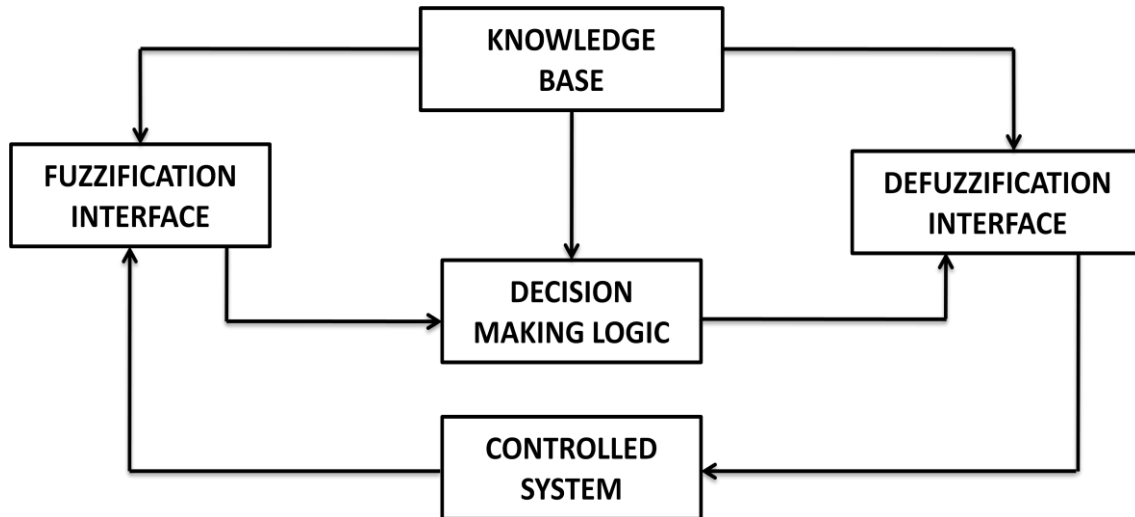 KNOWLEDGE
BASE
FUZZIFICATION
INTERFACE
DEFUZZIFICATION
INTERFACE
DECISION
MAKING LOGIC
CONTROLLED
SYSTEM